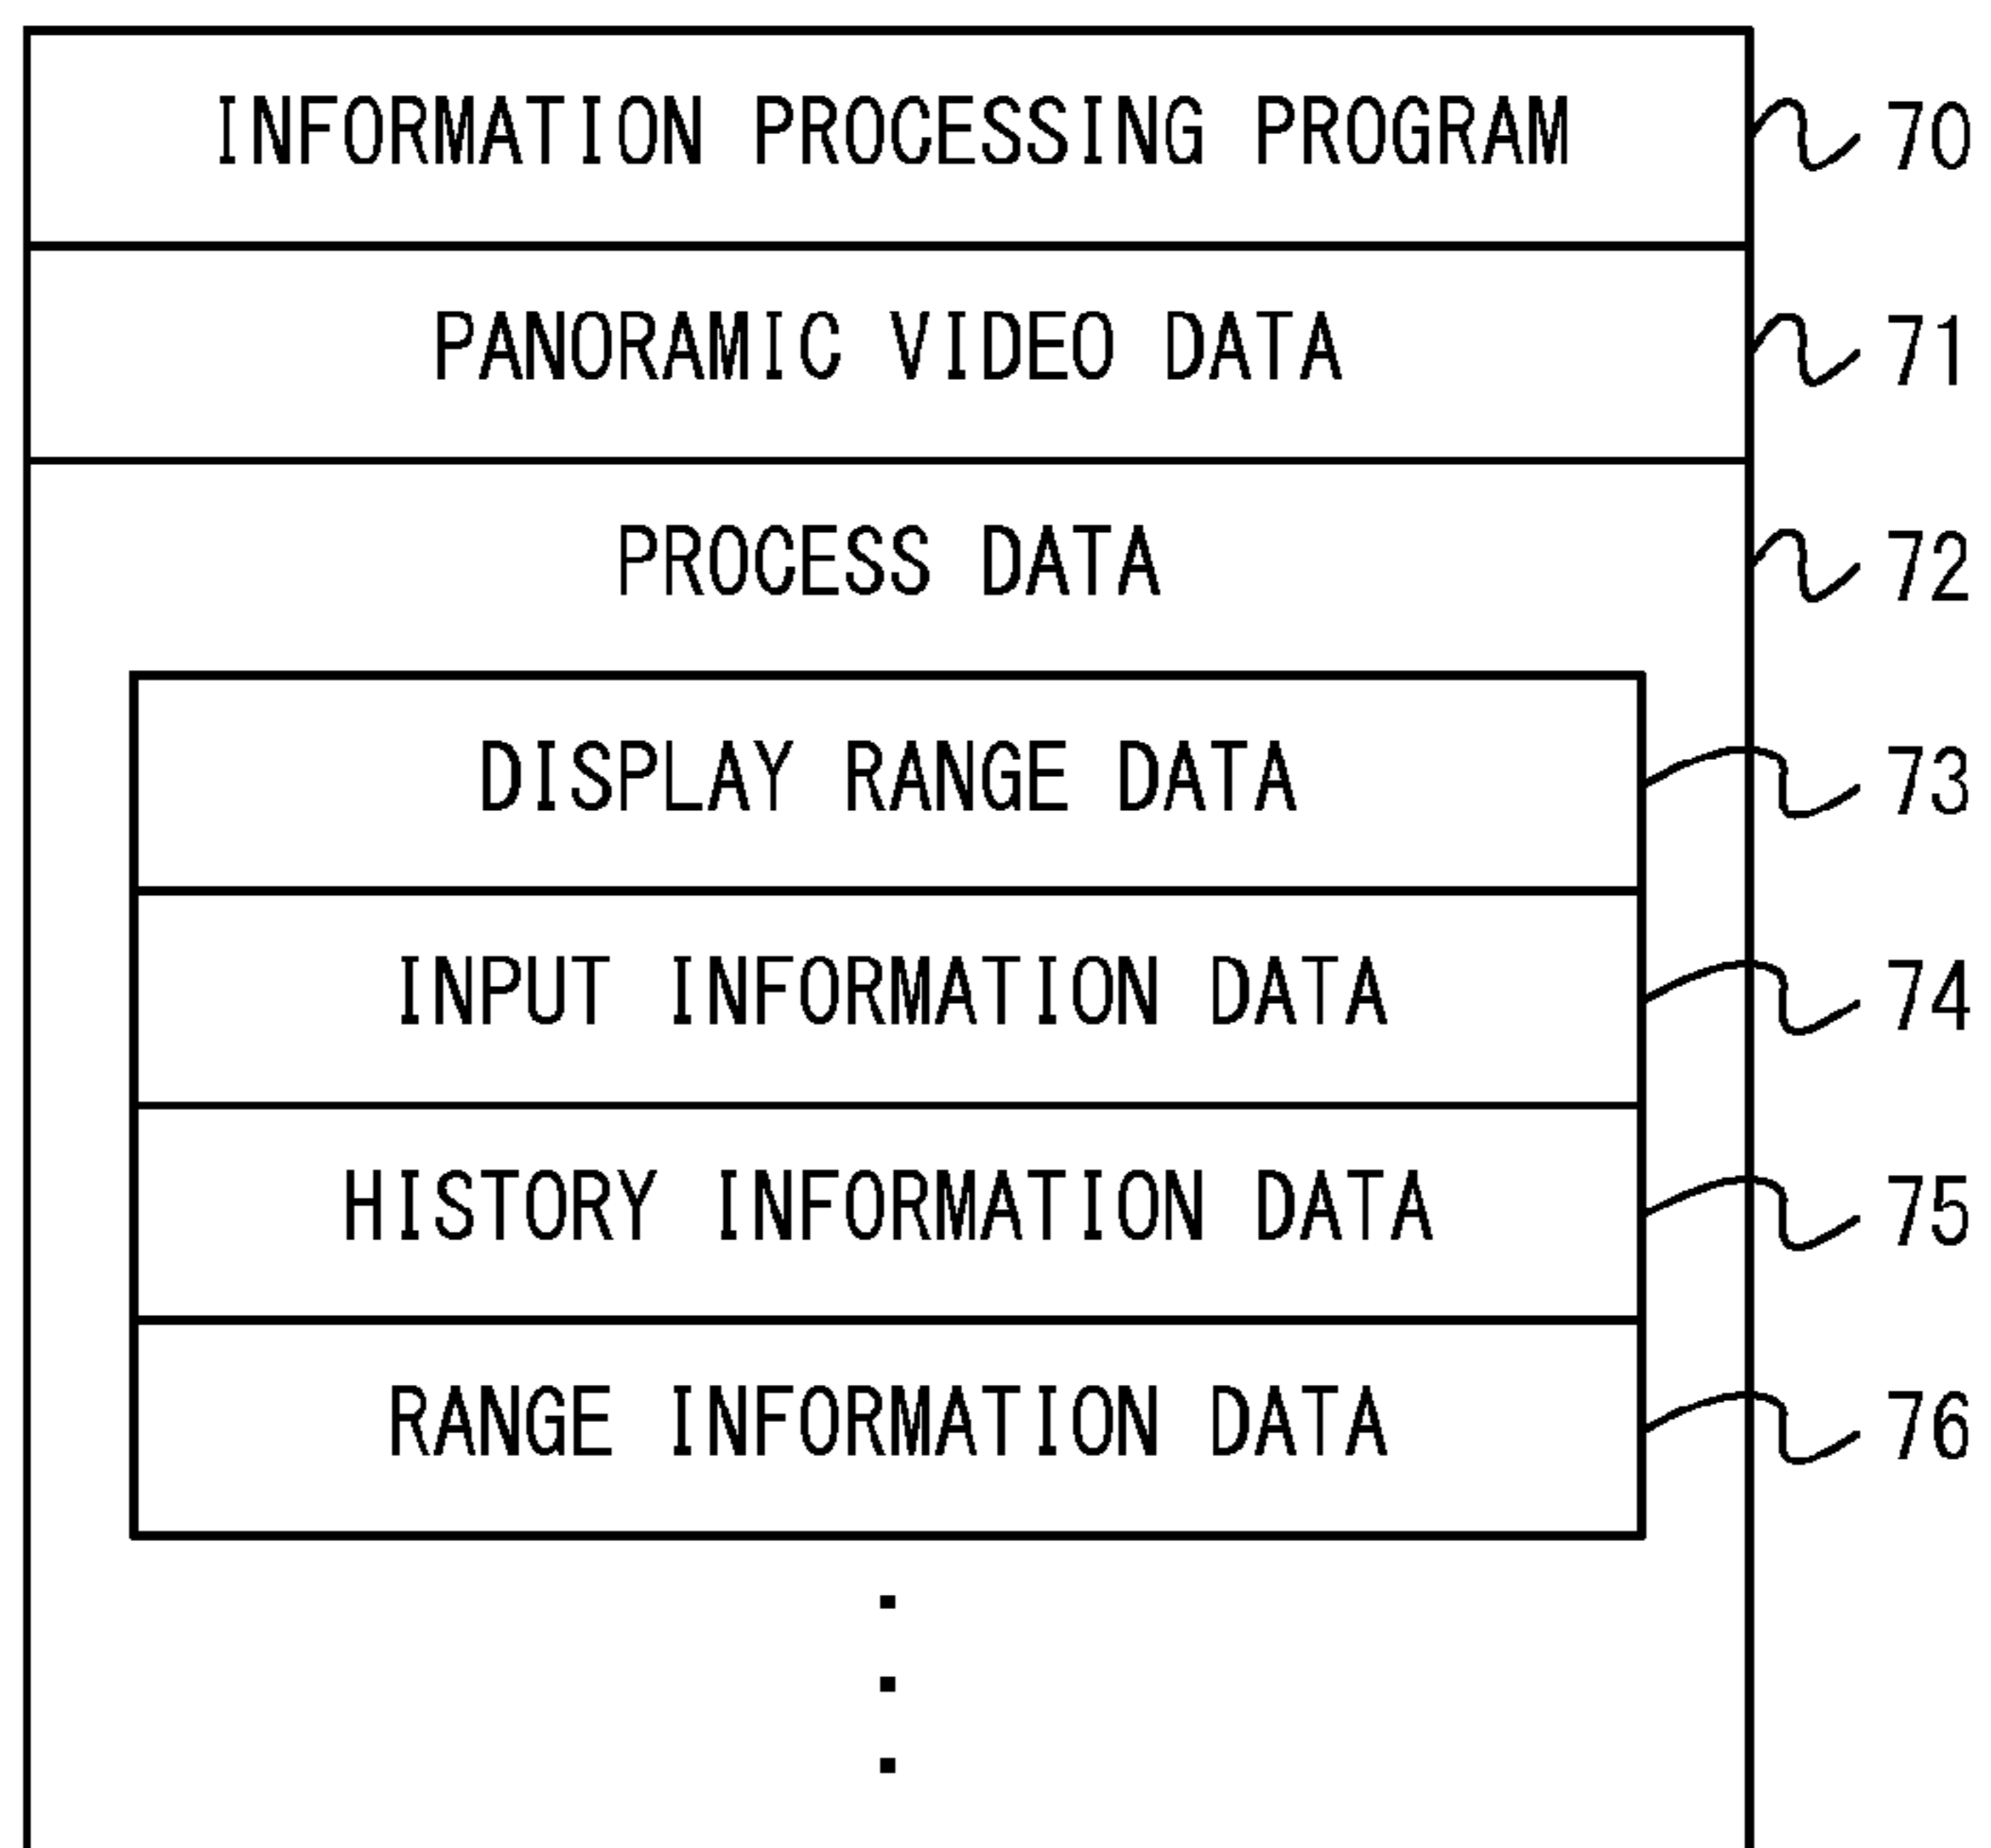 INFORMATION PROCESSING PROGRAM 70
PANORAMIC VIDEO DATA 71
PROCESS DATA 72
DISPLAY RANGE DATA 73
INPUT INFORMATION DATA 74
HISTORY INFORMATION DATA 75
RANGE INFORMATION DATA 76